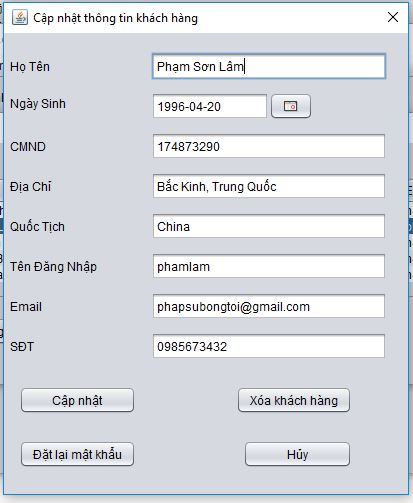 Cập nhật thông tin khách hàng
Họ Tên Phạm Sơn Lâm
Ngày Sinh 1996-04-20
CMND 174873290
Địa Chỉ Bắc Kinh, Trung Quốc
Quốc Tịch China
Tên Đăng Nhập phamlam
Email phapsubongtoi@gmail.com
SĐT 0985673432
Cập nhật Xóa khách hàng
Đặt lại mật khẩu Hủy